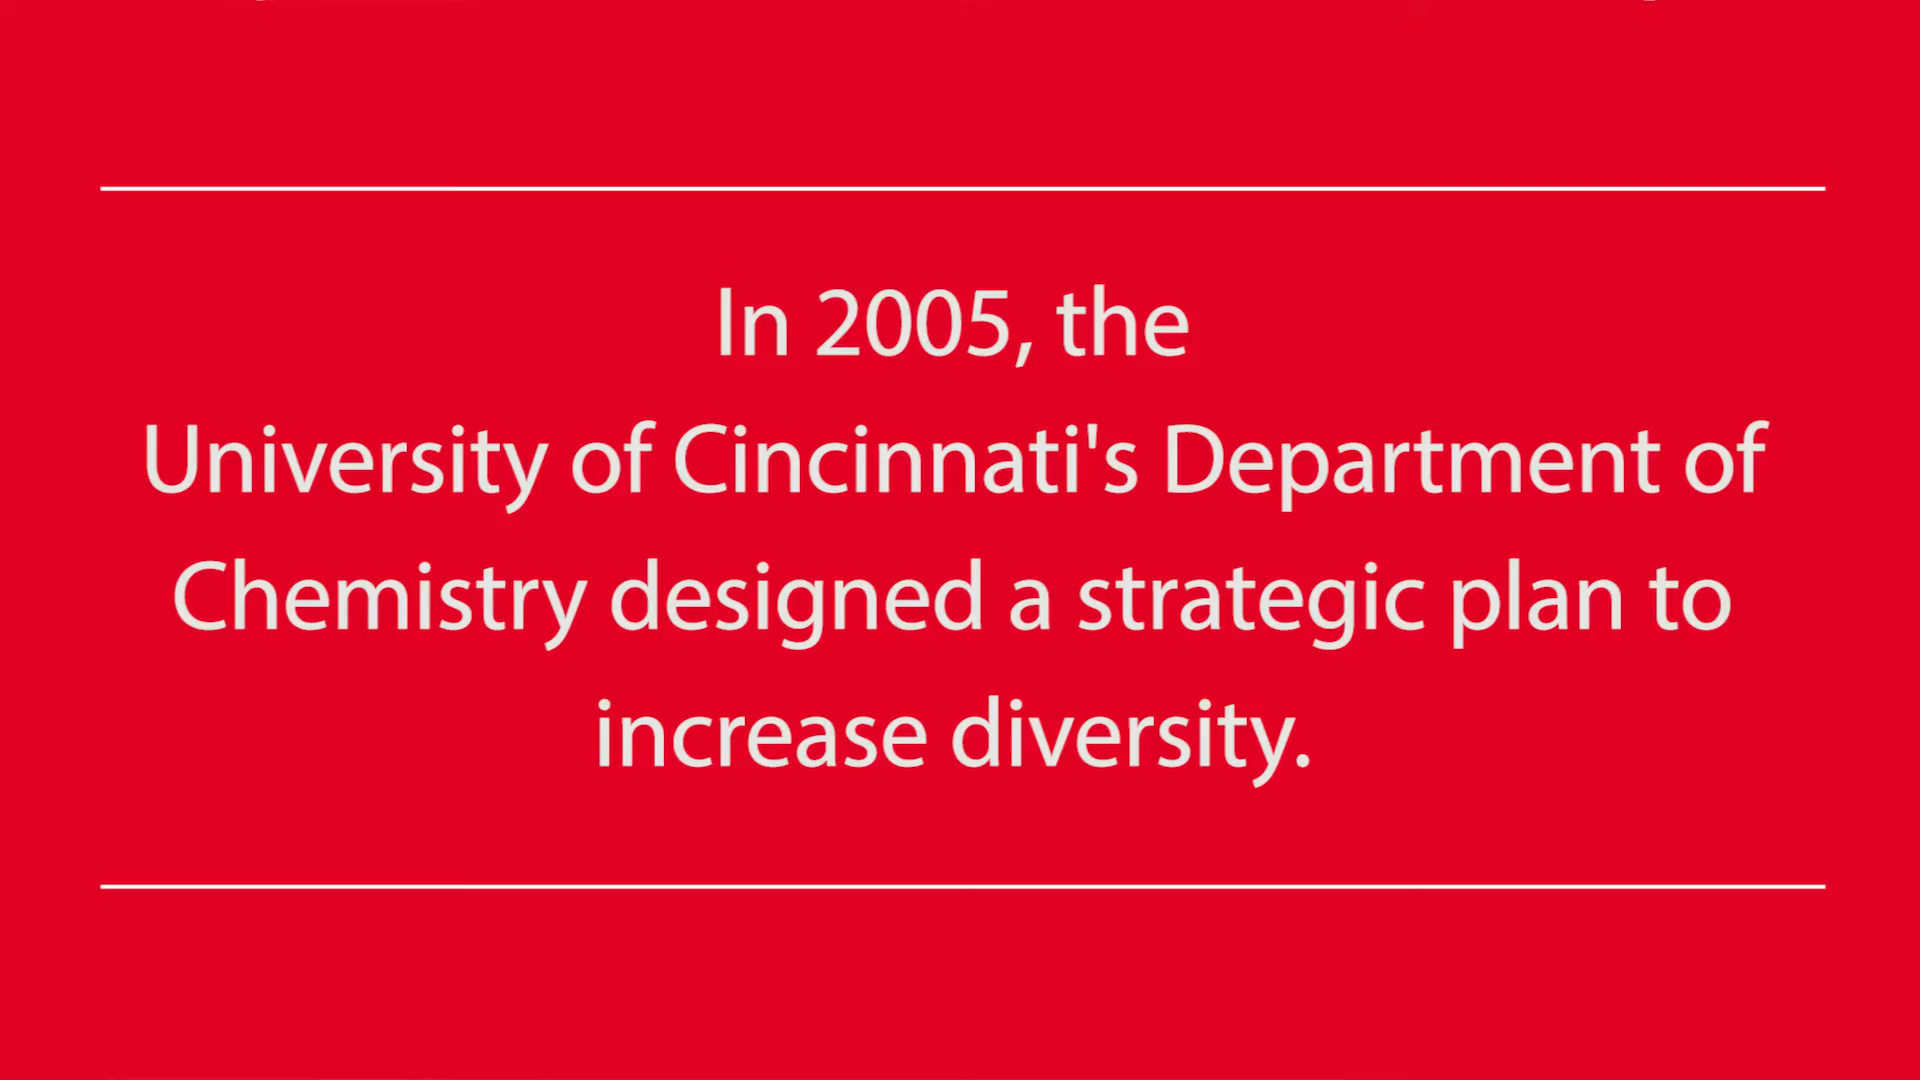 In 2005, the
University of Cincinnati's Department of
Chemistry designed a strategic plan to
increase diversity.